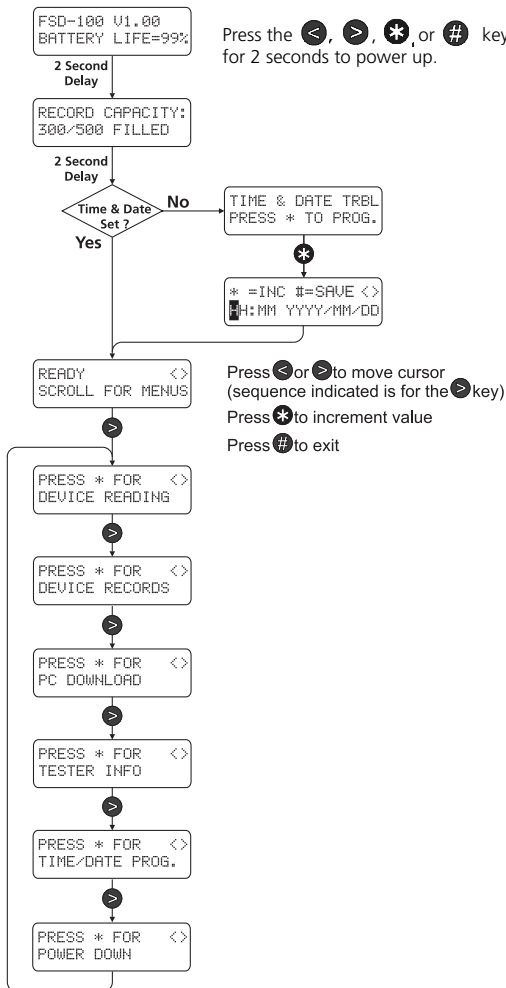 FSD-100 V1.00
BATTERY LIFE=99%
Press the <, >, *, or # key
for 2 seconds to power up.
2 Second
Delay
RECORD CAPACITY:
300/500 FILLED
2 Second
Delay
Time & Date
Set ?
No
Yes
TIME & DATE TRBL
PRESS * TO PROG.
*
* =INC #=SAVE <>
HH:MM YYYY/MM/DD
READY <>
SCROLL FOR MENUS
Press < or > to move cursor
(sequence indicated is for the > key)
Press * to increment value
Press # to exit
>
PRESS * FOR <>
DEVICE READING
>
PRESS * FOR <>
DEVICE RECORDS
>
PRESS * FOR <>
PC DOWNLOAD
>
PRESS * FOR <>
TESTER INFO
>
PRESS * FOR <>
TIME/DATE PROG.
>
PRESS * FOR <>
POWER DOWN